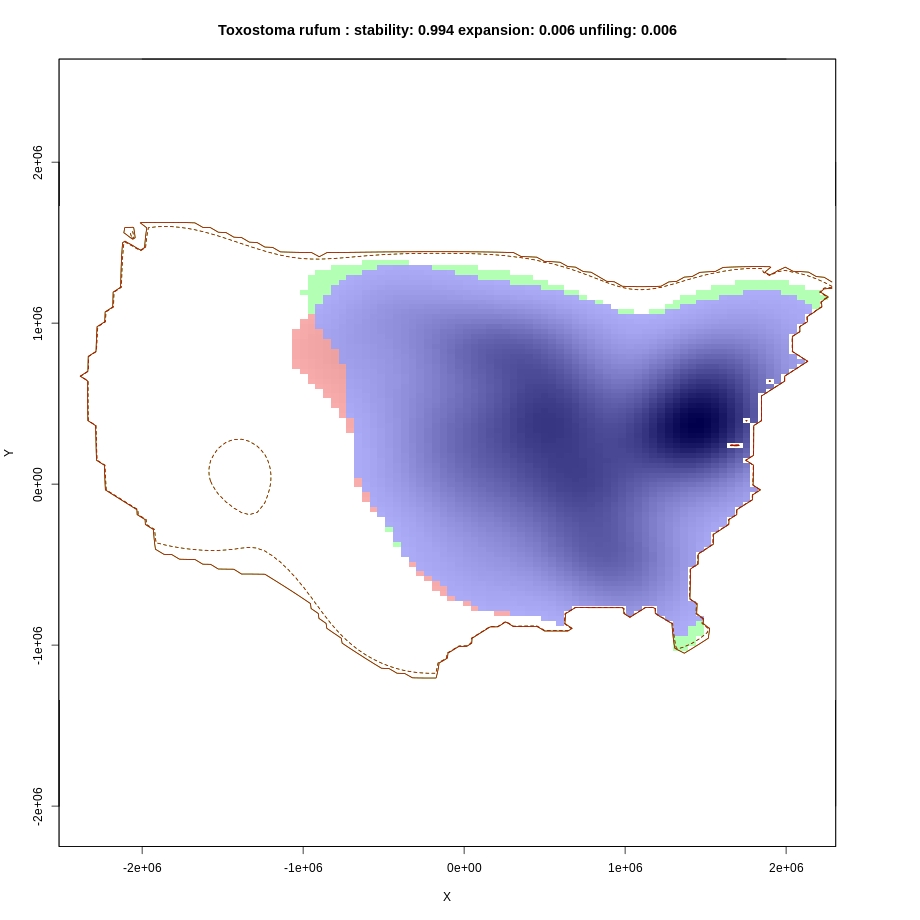 Toxostoma rufum : stability: 0.994 expansion: 0.006 unfiling: 0.006
2e+06
1e+06
0e+00
-1e+06
-2e+06
Y
-2e+06 -1e+06 0e+00 1e+06 2e+06
X